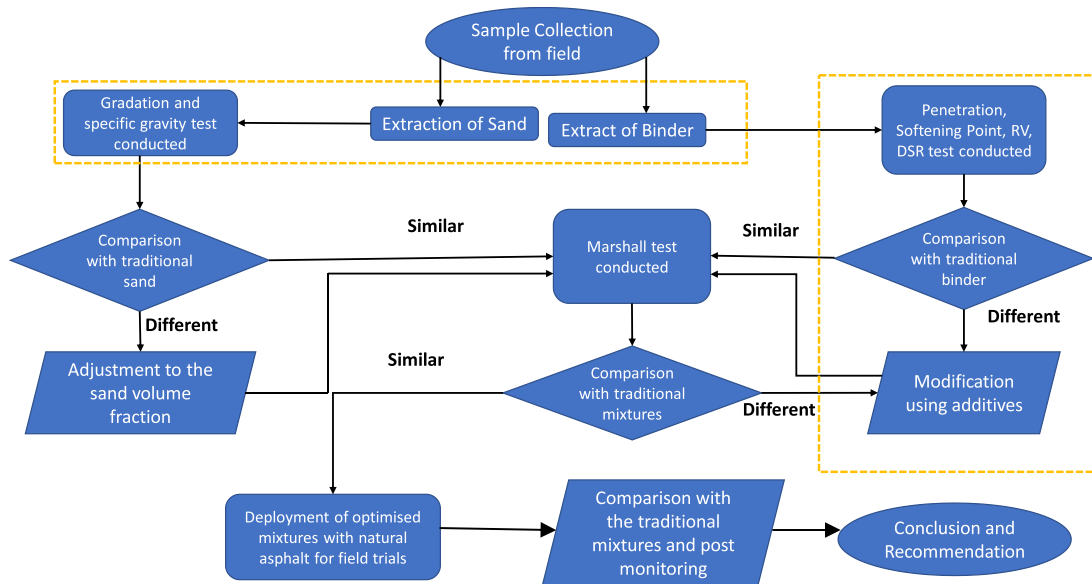 Sample Collection
from field
Gradation and
specific gravity test
conducted
Extraction of Sand
Extract of Binder
Penetration,
Softening Point, RV,
DSR test conducted
Comparison
with traditional
sand
Similar
Marshall test
conducted
Similar
Comparison
with traditional
binder
Different
Different
Adjustment to the
sand volume
fraction
Similar
Comparison
with traditional
mixtures
Different
Modification
using additives
Deployment of optimised
mixtures with natural
asphalt for field trials
Comparison with
the traditional
mixtures and post
monitoring
Conclusion and
Recommendation